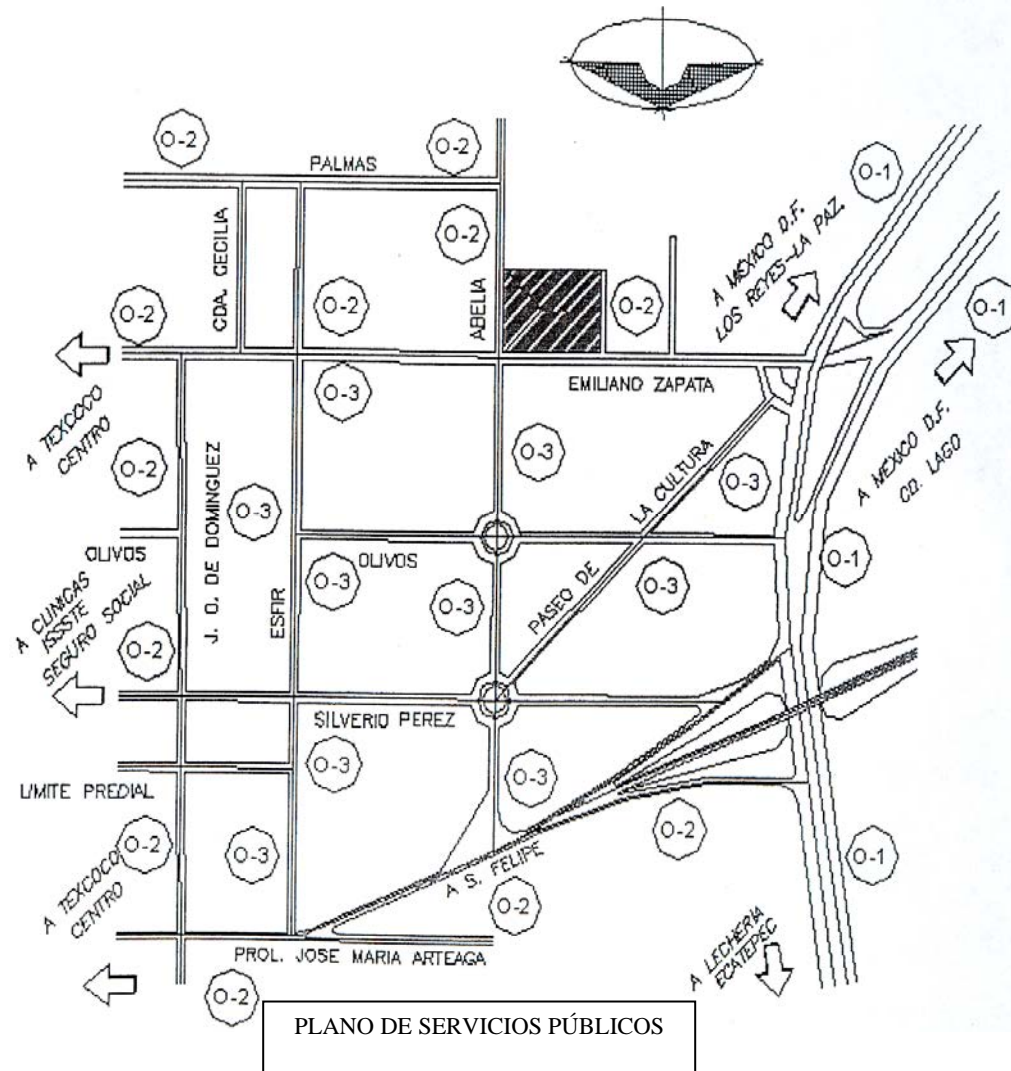 O-2
O-2
PALMAS
O-1
O-2
CDA. CECILIA
ABELIA
A MÉXICO D.F.
LOS REYES-LA PAZ.
O-2
O-2
O-2
O-1
EMILIANO ZAPATA
O-3
A TEXCOCO
CENTRO
A MÉXICO D.F.
CD. LAGO
O-2
O-3
LA CULTURA
O-3
J. O. DE DOMINGUEZ
O-3
OLIVOS
OLIVOS
O-1
O-3
O-3
PASEO DE
O-3
ESFIR
A CLINICAS
ISSSTE
SEGURO SOCIAL
O-2
SILVERIO PEREZ
O-3
O-3
LIMITE PREDIAL
O-2
O-3
O-2
O-1
A S. FELIPE
A TEXCOCO
CENTRO
O-2
PROL. JOSE MARIA ARTEAGA
A LECHERIA
ECATEPEC
O-2
PLANO DE SERVICIOS PÚBLICOS